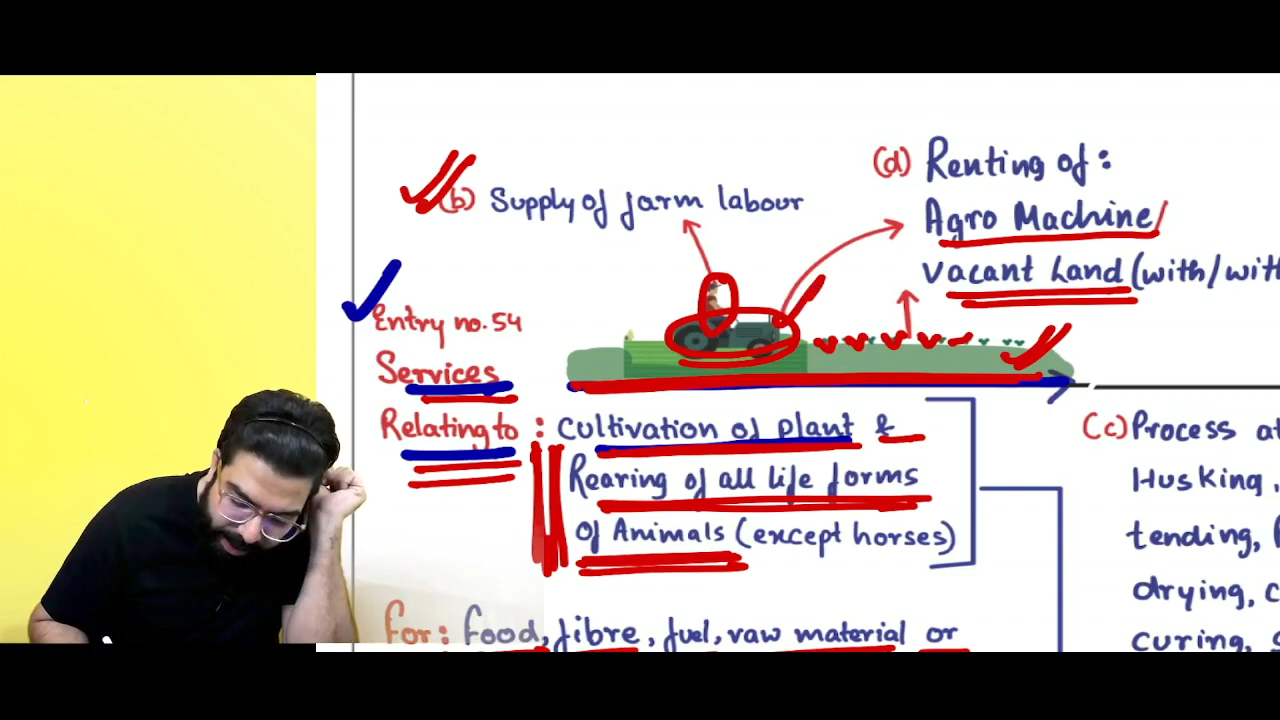 (b) Supply of farm labour
(d) Renting of:
Agro Machine/
vacant Land (with/
Entry no. 54
Services
Relating to : cultivation of plant &
Rearing of all life forms
of Animals (except horses)
For: food, fibre, fuel, raw material or
(c) Process
Husking,
tending,
drying,
curing,